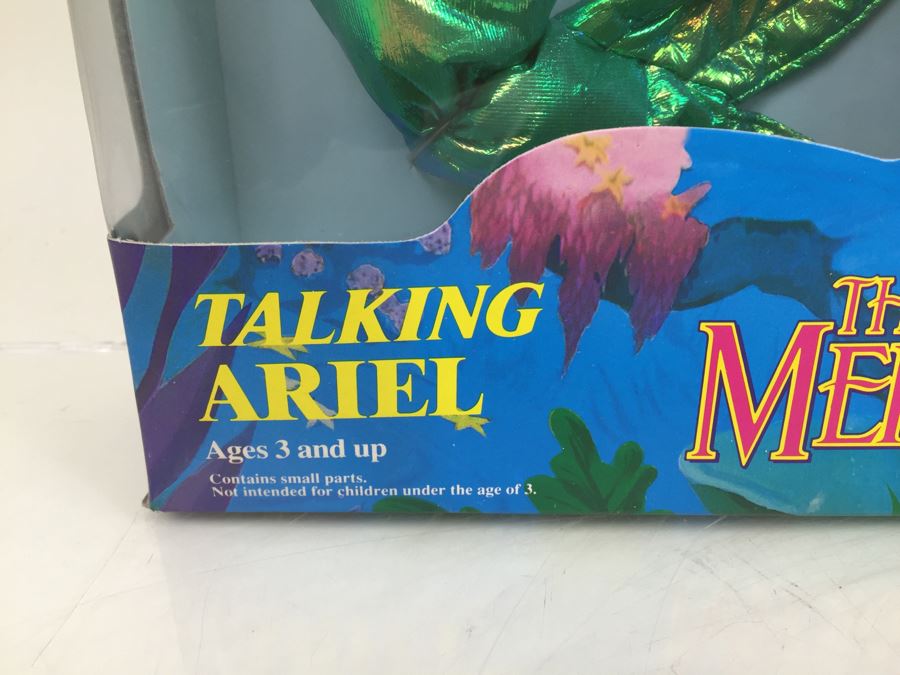 TALKING
ARIEL
Ages 3 and up
Contains small parts.
Not intended for children under the age of 3.